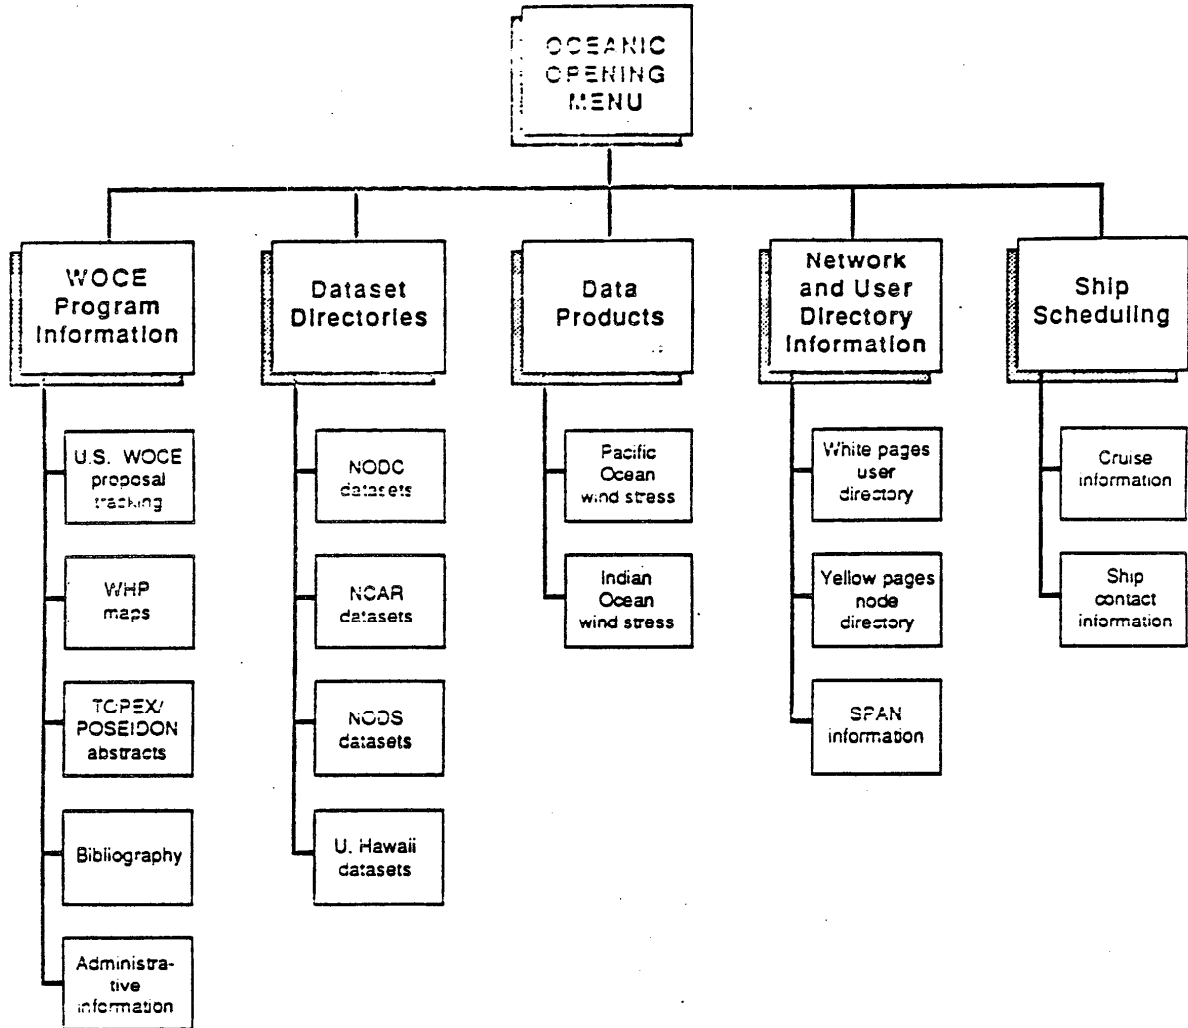 OCEANIC
OPENING
MENU
WOCE
Program
Information
Dataset
Directories
Data
Products
Network
and User
Directory
Information
Ship
Scheduling
U.S. WOCE
proposal
tracking
WHP
maps
TOPEX/
POSEIDON
abstracts
Bibliography
Administra-
tive
information
NODC
datasets
NCAR
datasets
NODS
datasets
U. Hawaii
datasets
Pacific
Ocean
wind stress
Indian
Ocean
wind stress
White pages
user
directory
Yellow pages
node
directory
SPAN
information
Cruise
information
Ship
contact
information